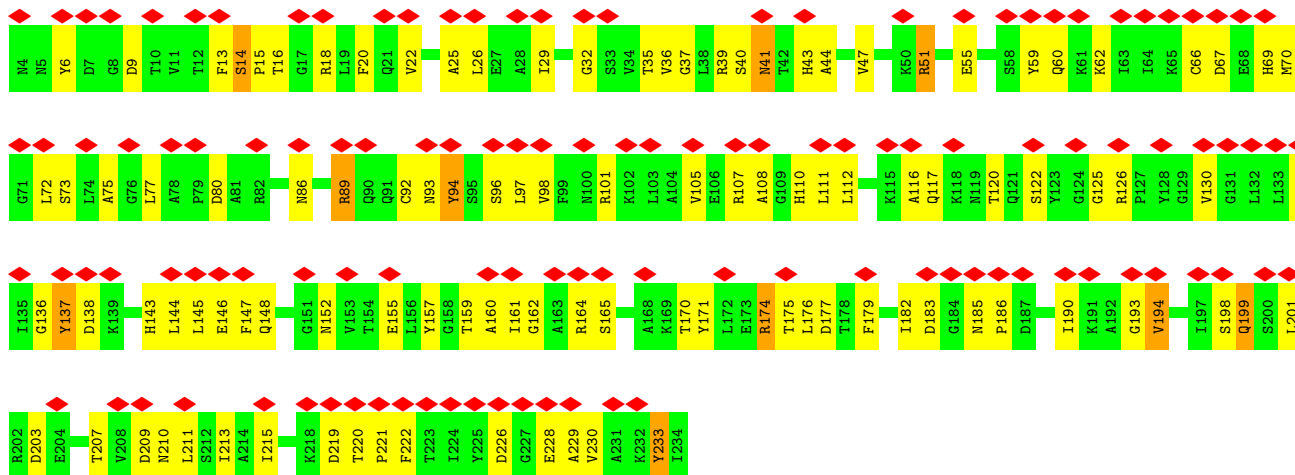 N4 N5 Y6 D7 G8 D9 T10 V11 T12 F13 S14 P15 T16 G17 R18 L19 F20 Q21 V22 A25 L26 E27 A28 I29 G32 S33 V34 T35 V36 G37 L38 R39 S40 N41 T42 H43 A44 V47 K50 R51 E55 S58 Y59 Q60 K61 K62 I63 I64 K65 C66 D67 E68 H69 M70
G71 L72 S73 L74 A75 G76 L77 A78 P79 D80 A81 R82 N86 R89 Q90 Q91 C92 N93 Y94 S95 S96 L97 V98 F99 N100 R101 K102 L103 A104 V105 E106 R107 A108 G109 H110 L111 L112 K115 A116 Q117 K118 N119 T120 Q121 S122 Y123 G124 G125 R126 P127 Y128 G129 V130 G131 L132 L133
I135 G136 Y137 D138 K139 H143 L144 L145 E146 F147 Q148 G151 N152 V153 T154 E155 L156 Y157 G158 T159 A160 I161 G162 A163 R164 S165 A168 K169 T170 Y171 L172 E173 R174 T175 L176 D177 T178 F179 I182 D183 G184 N185 P186 D187 I190 K191 A192 G193 V194 I197 S198 Q199 S200 L201
R202 D203 E204 T207 V208 D209 N210 L211 S212 I213 A214 I215 K218 D219 T220 P221 F222 T223 I224 Y225 D226 G227 E228 A229 V230 A231 K232 Y233 I234